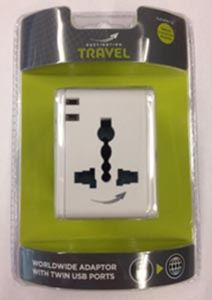 DESTINATION
TRAVEL
WORLDWIDE ADAPTOR
WITH TWIN USB PORTS